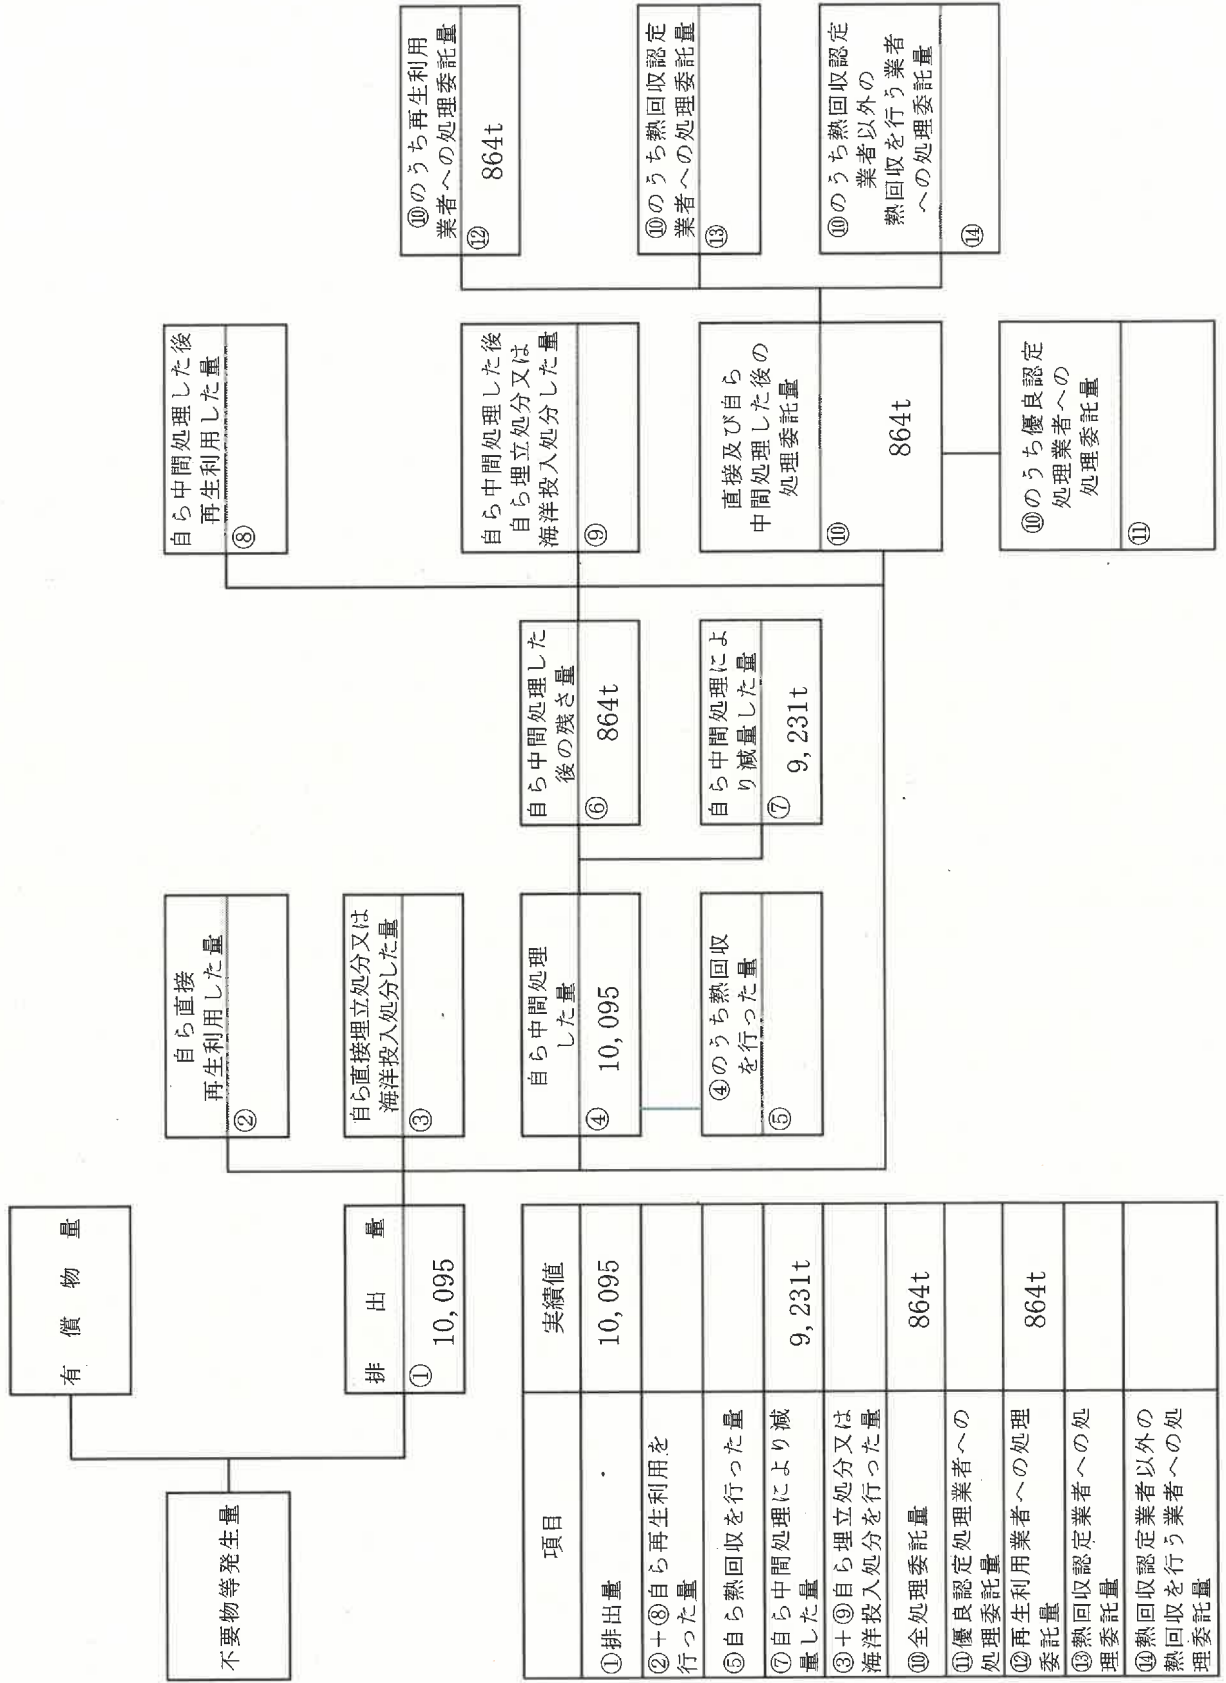 不要物等発生量
有償物量
排出量
① 10,095
自ら直接
再生利用した量
②
自ら直接埋立処分又は
海洋投入処分した量
③
自ら中間処理
した量
④ 10,095
④のうち熱回収
を行った量
⑤
自ら中間処理した
後の残さ量
⑥ 864t
自ら中間処理によ
り減量した量
⑦ 9,231t
自ら中間処理した後
再生利用した量
⑧
自ら中間処理した後
自ら埋立処分又は
海洋投入処分した量
⑨
直接及び自ら
中間処理した後の
処理委託量
⑩ 864t
⑩のうち優良認定
処理業者への
処理委託量
⑪
⑩のうち再生利用
業者への処理委託量
⑫ 864t
⑩のうち熱回収認定
業者への処理委託量
⑬
⑩のうち熱回収認定
業者以外の
熱回収を行う業者
への処理委託量
⑭
項目 実績値
①排出量 10,095
②+⑧自ら再生利用を
行った量
⑤自ら熱回収を行った量
⑦自ら中間処理により減
量した量 9,231t
③+⑨自ら埋立処分又は
海洋投入処分を行った量
⑩全処理委託量 864t
⑪優良認定処理業者への
処理委託量
⑫再生利用業者への処理
委託量 864t
⑬熱回収認定業者への処
理委託量
⑭熱回収認定業者以外の
熱回収を行う業者への処
理委託量